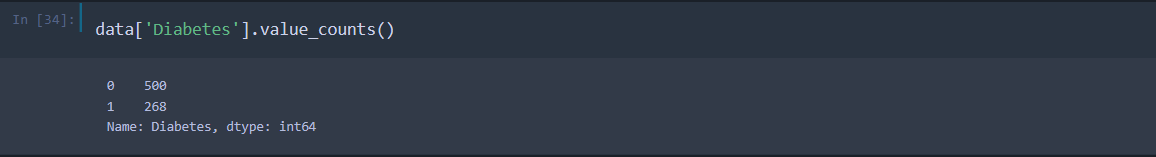 In [34]:
data['Diabetes'].value_counts()
0    500
1    268
Name: Diabetes, dtype: int64